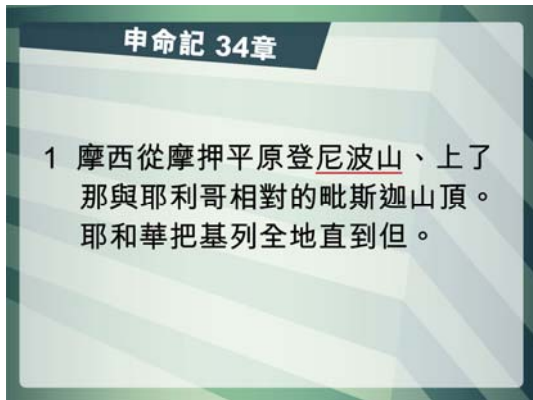 申命記 34章
1 摩西從摩押平原登尼波山、上了
那與耶利哥相對的毗斯迦山頂。
耶和華把基列全地直到但。